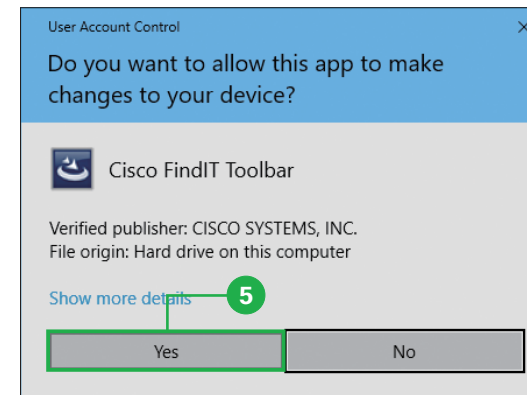 User Account Control
Do you want to allow this app to make
changes to your device?
Cisco FindIT Toolbar
Verified publisher: CISCO SYSTEMS, INC.
File origin: Hard drive on this computer
Show more details
5
Yes
No